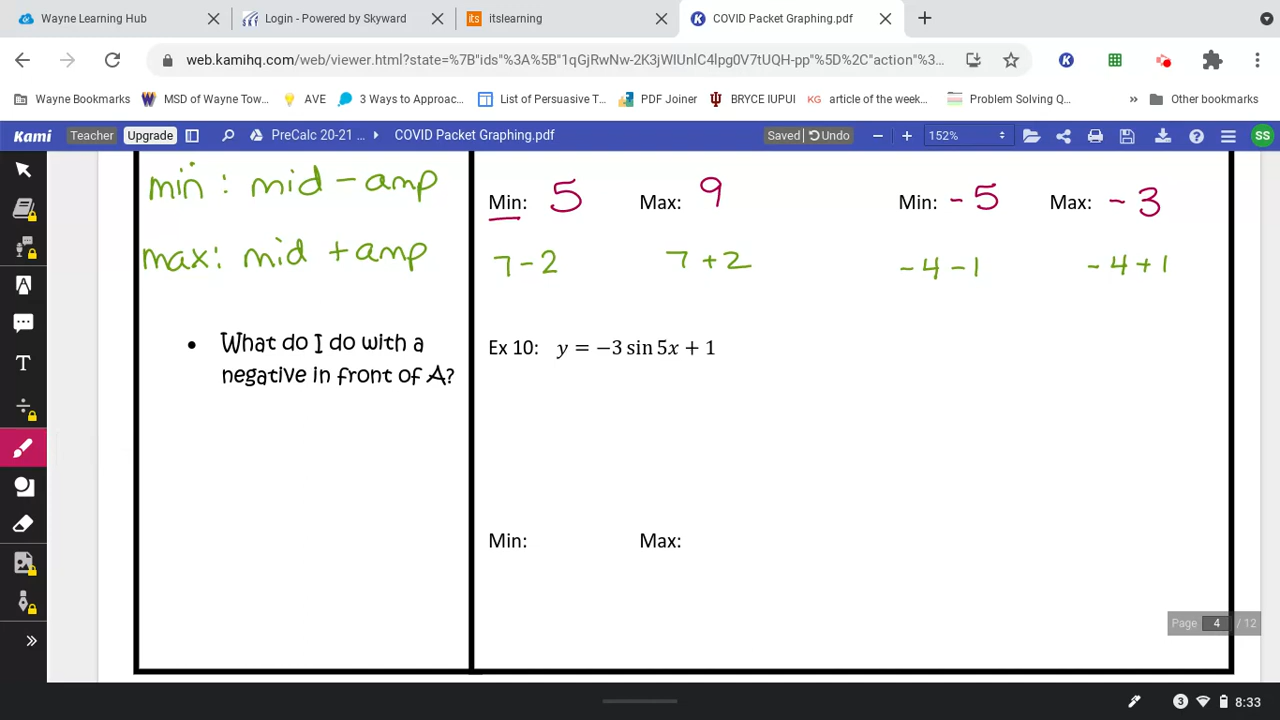 Wayne Learning Hub
Login - Powered by Skyward
itslearning
COVID Packet Graphing.pdf
web.kamihq.com/web/viewer.html?state=%7B"ids"%3A%5B"1qGjRwNw-2K3jWIUnlC4lpg0V7tUQH-pp"%5D%2C"action"%3...
Wayne Bookmarks
MSD of Wayne Tow...
AVE
3 Ways to Approac...
List of Persuasive T...
PDF Joiner
BRYCE IUPUI
KG article of the week...
Problem Solving Q...
» Other bookmarks
Kami Teacher Upgrade
PreCalc 20-21 ...
COVID Packet Graphing.pdf
Saved Undo
152%
SS
min: mid - amp
Min: 5 Max: 9 Min: -5 Max: -3
max: mid + amp
7-2 7+2 -4-1 -4+1
• What do I do with a
negative in front of A?
Ex 10: y = −3 sin 5x + 1
Min: Max:
Page 4 / 12
3 8:33